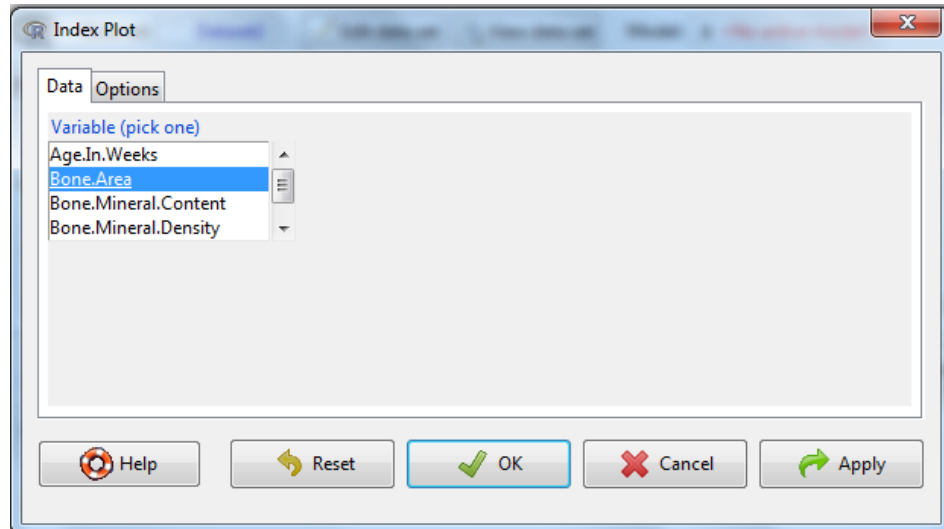 Index Plot
Data Options
Variable (pick one)
Age.In.Weeks
Bone.Area
Bone.Mineral.Content
Bone.Mineral.Density
Help Reset OK Cancel Apply